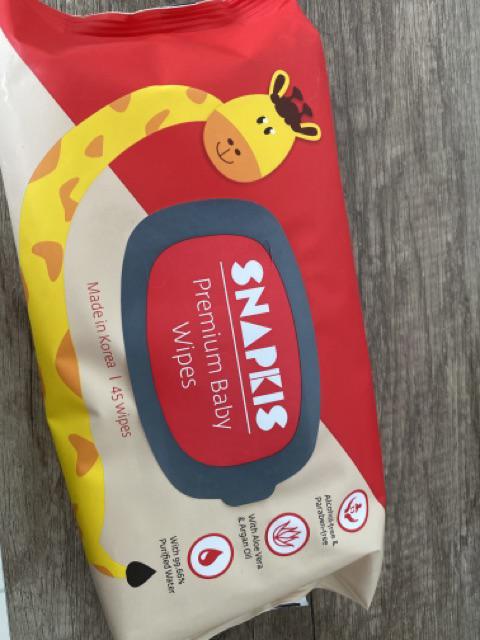 SNAPKIS
Premium Baby
Wipes
Made in Korea | 45 wipes
Alcohol-free &
Paraben-free
With Aloe Vera
& Argan Oil
With 99.66%
Purified Water